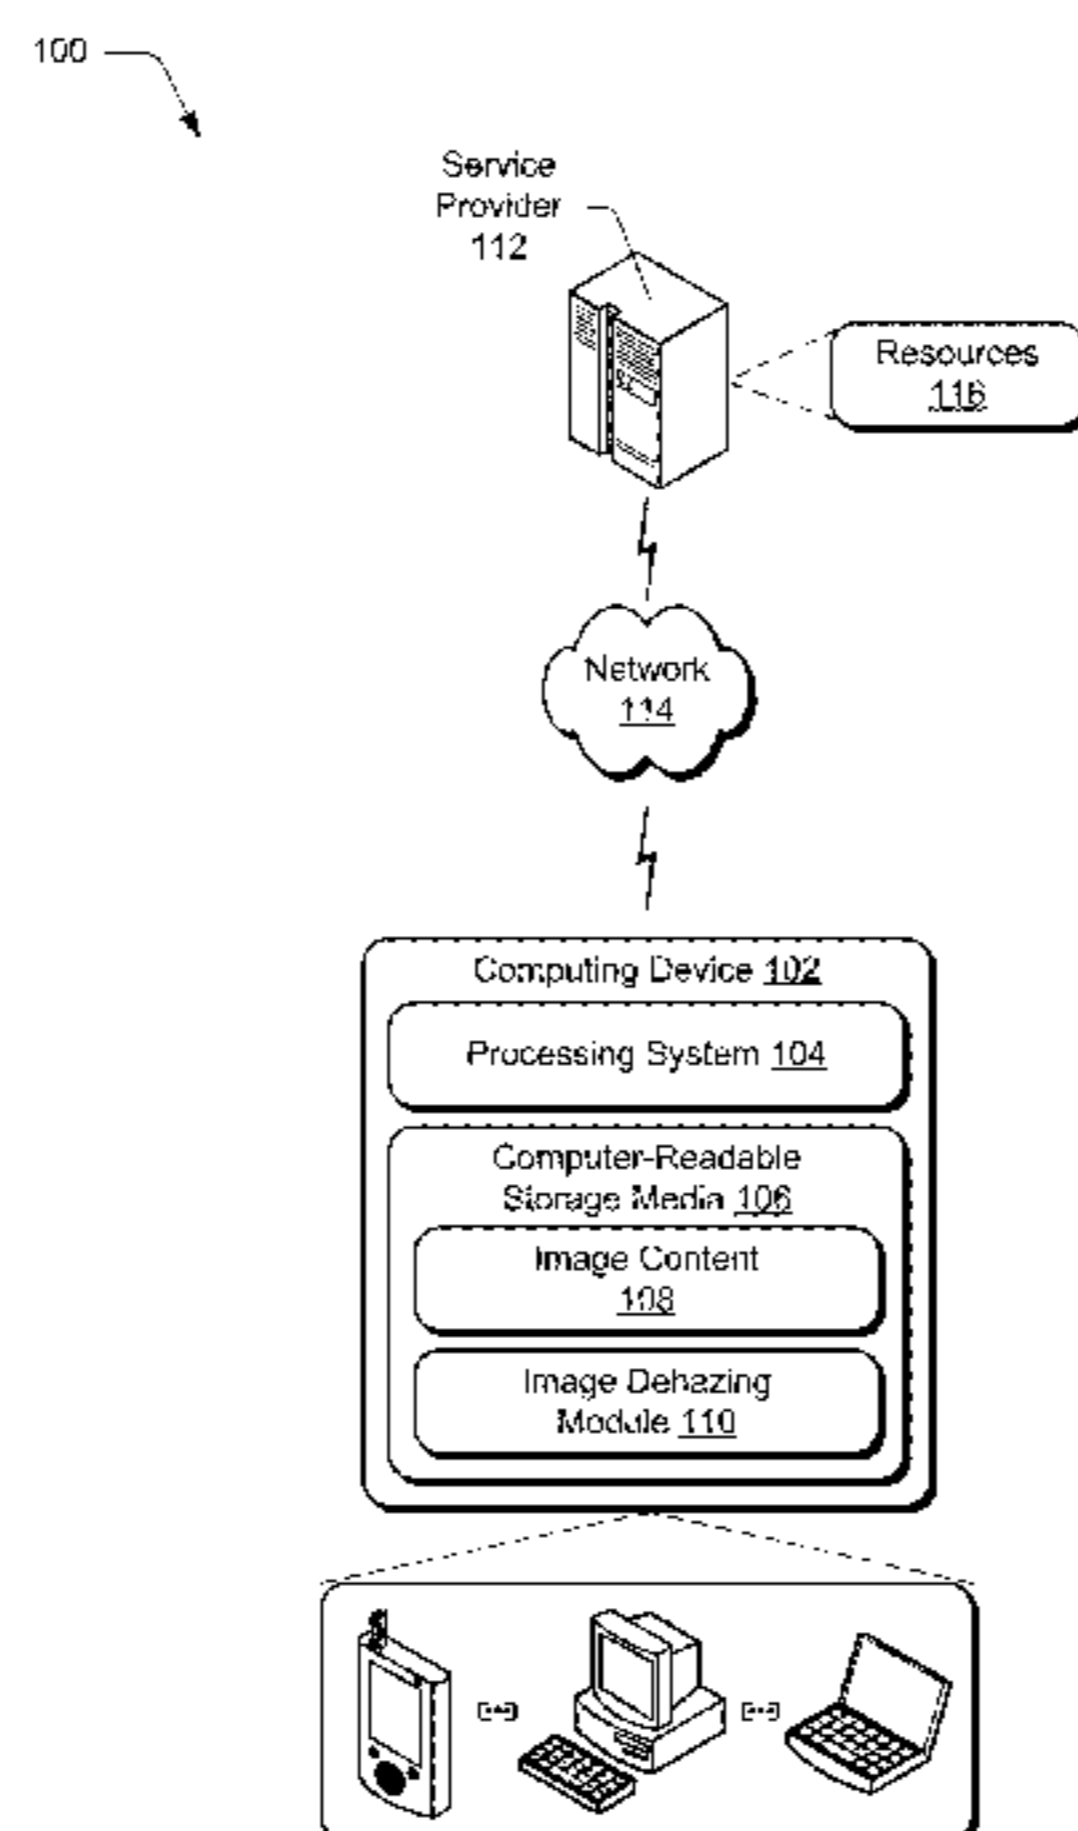 100
Service
Provider
112
Resources
116
Network
114
Computing Device 102
Processing System 104
Computer-Readable
Storage Media 106
Image Content
108
Image Dehazing
Module 110